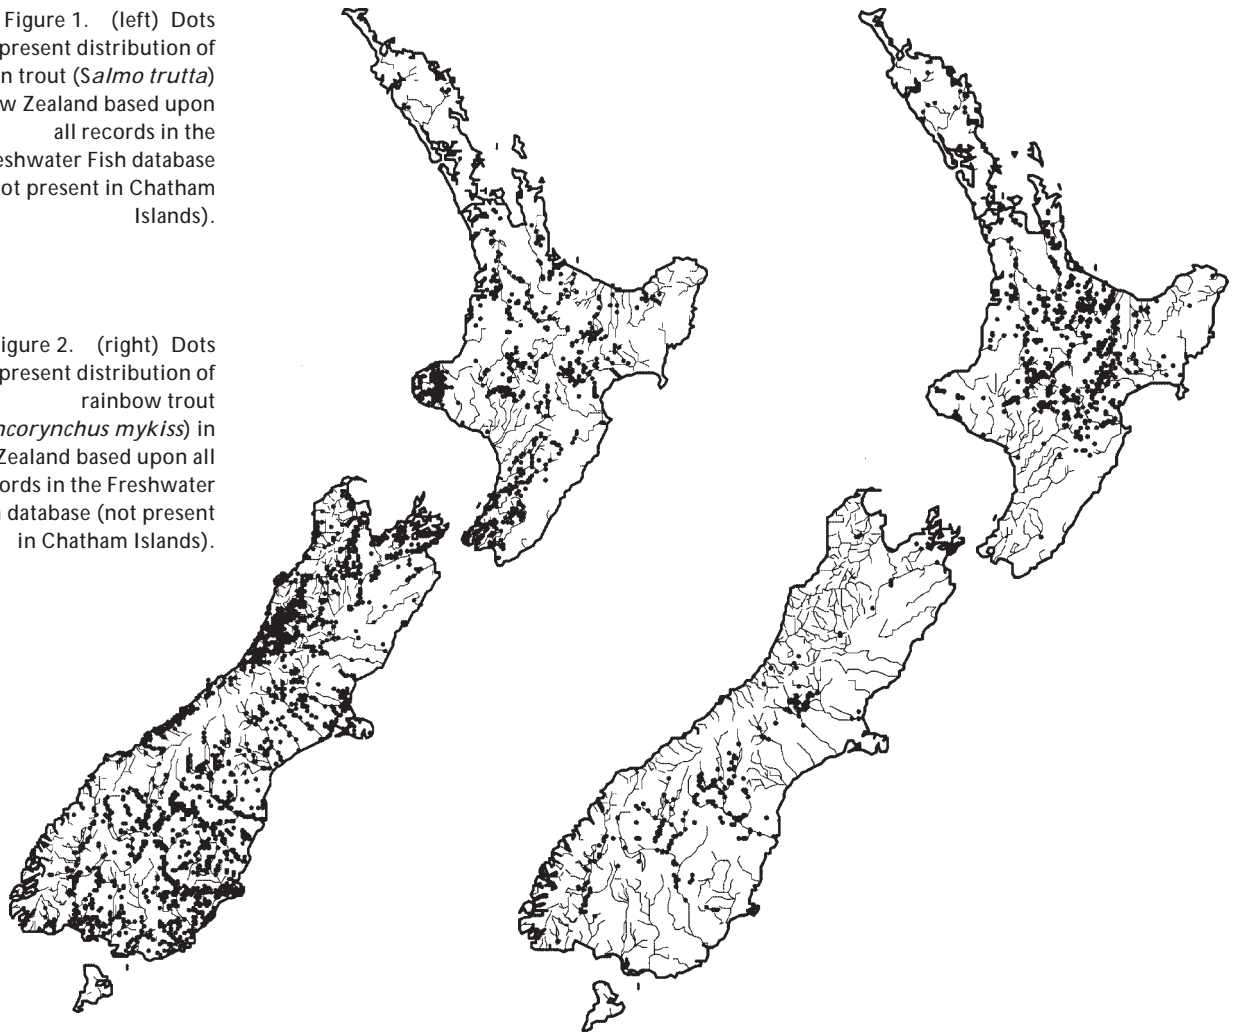 Figure 1. (left) Dots
present distribution of
n trout (Salmo trutta)
w Zealand based upon
all records in the
eshwater Fish database
ot present in Chatham
Islands).
igure 2. (right) Dots
present distribution of
rainbow trout
ncorynchus mykiss) in
Zealand based upon all
ords in the Freshwater
database (not present
in Chatham Islands).